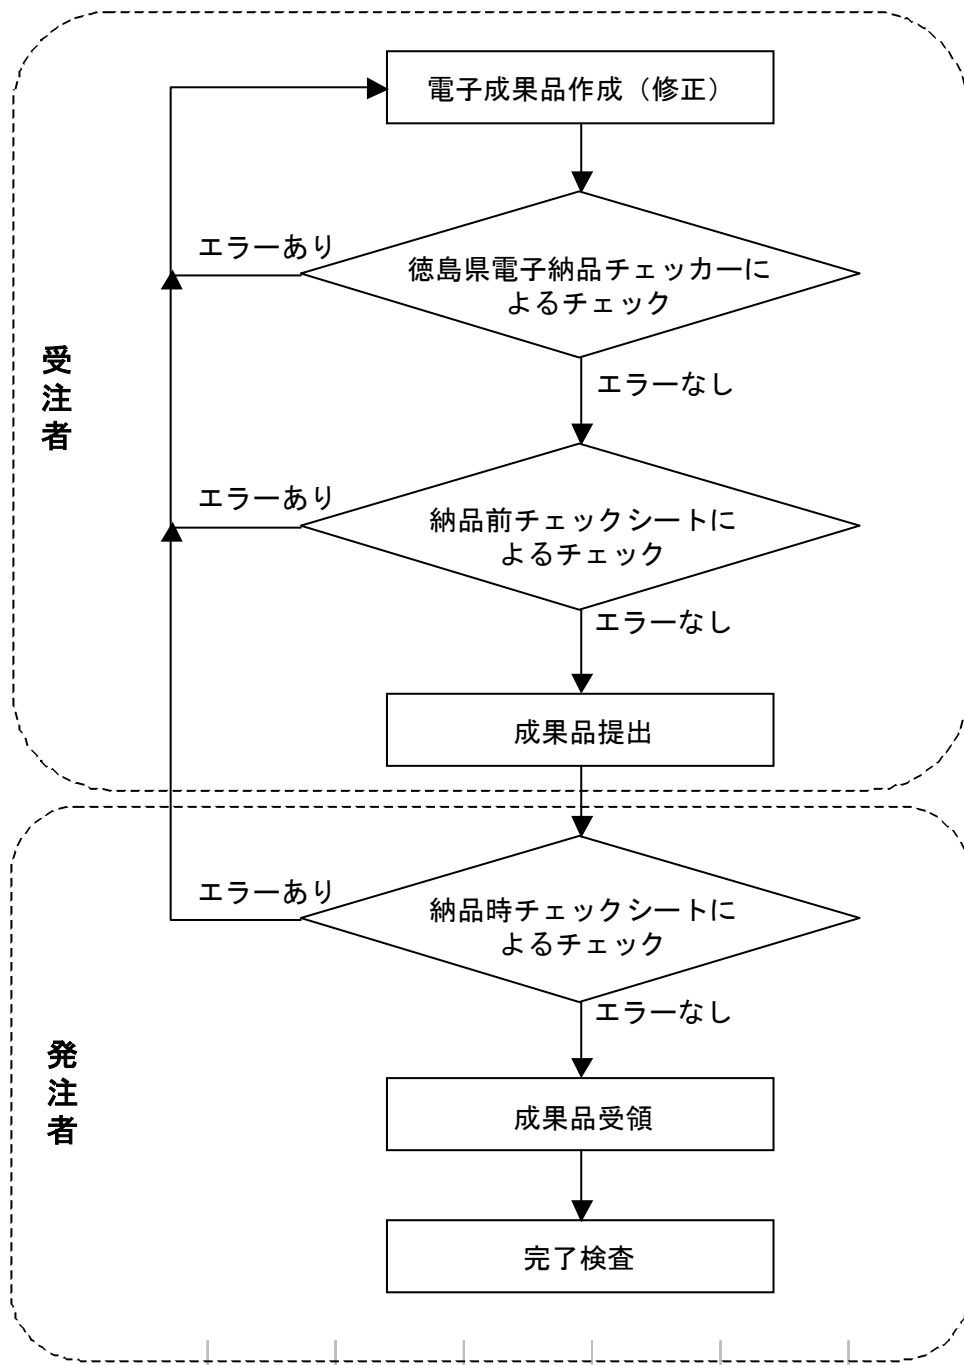 電子成果品作成（修正）
エラーあり
徳島県電子納品チェッカーに
よるチェック
エラーなし
受注者
エラーあり
納品前チェックシートに
よるチェック
エラーなし
成果品提出
エラーあり
納品時チェックシートに
よるチェック
エラーなし
発注者
成果品受領
完了検査